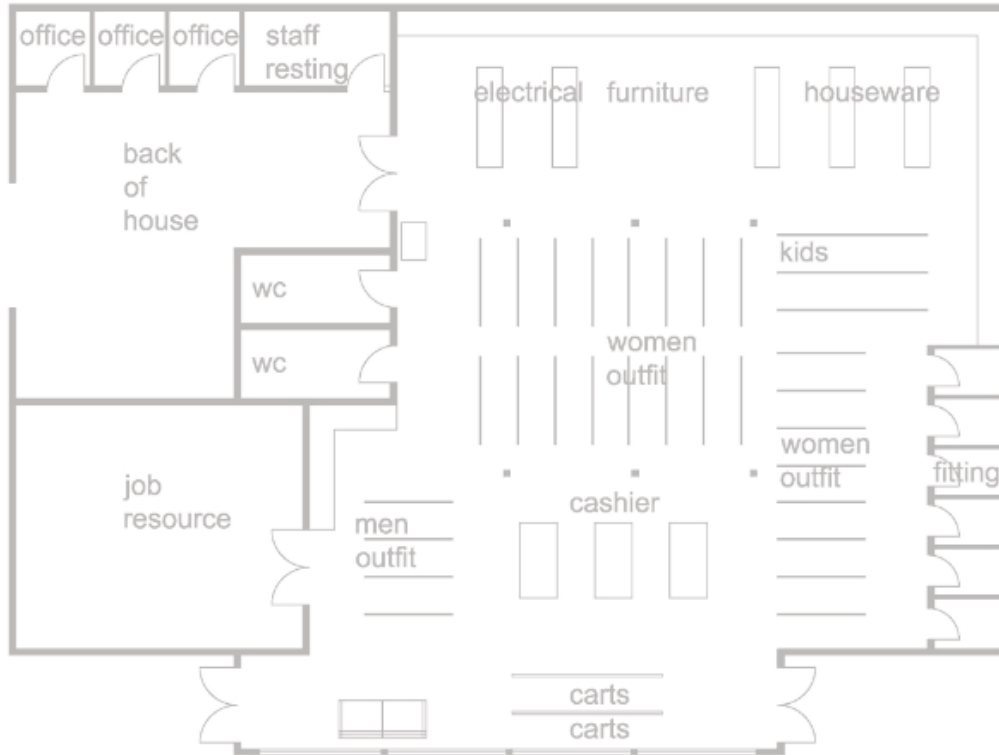 office office office staff
resting
electrical furniture houseware
back
of
house
kids
wc
women
outfit
wc
women
outfit
fitting
job
resource
cashier
men
outfit
carts
carts